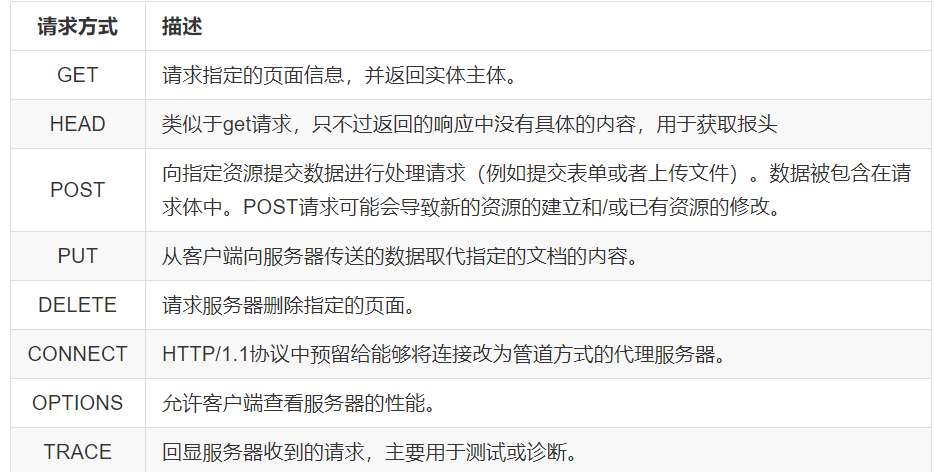 请求方式 描述
GET 请求指定的页面信息，并返回实体主体。
HEAD 类似于get请求，只不过返回的响应中没有具体的内容，用于获取报头
POST 向指定资源提交数据进行处理请求（例如提交表单或者上传文件）。数据被包含在请
求体中。POST请求可能会导致新的资源的建立和/或已有资源的修改。
PUT 从客户端向服务器传送的数据取代指定的文档的内容。
DELETE 请求服务器删除指定的页面。
CONNECT HTTP/1.1协议中预留给能够将连接改为管道方式的代理服务器。
OPTIONS 允许客户端查看服务器的性能。
TRACE 回显服务器收到的请求，主要用于测试或诊断。